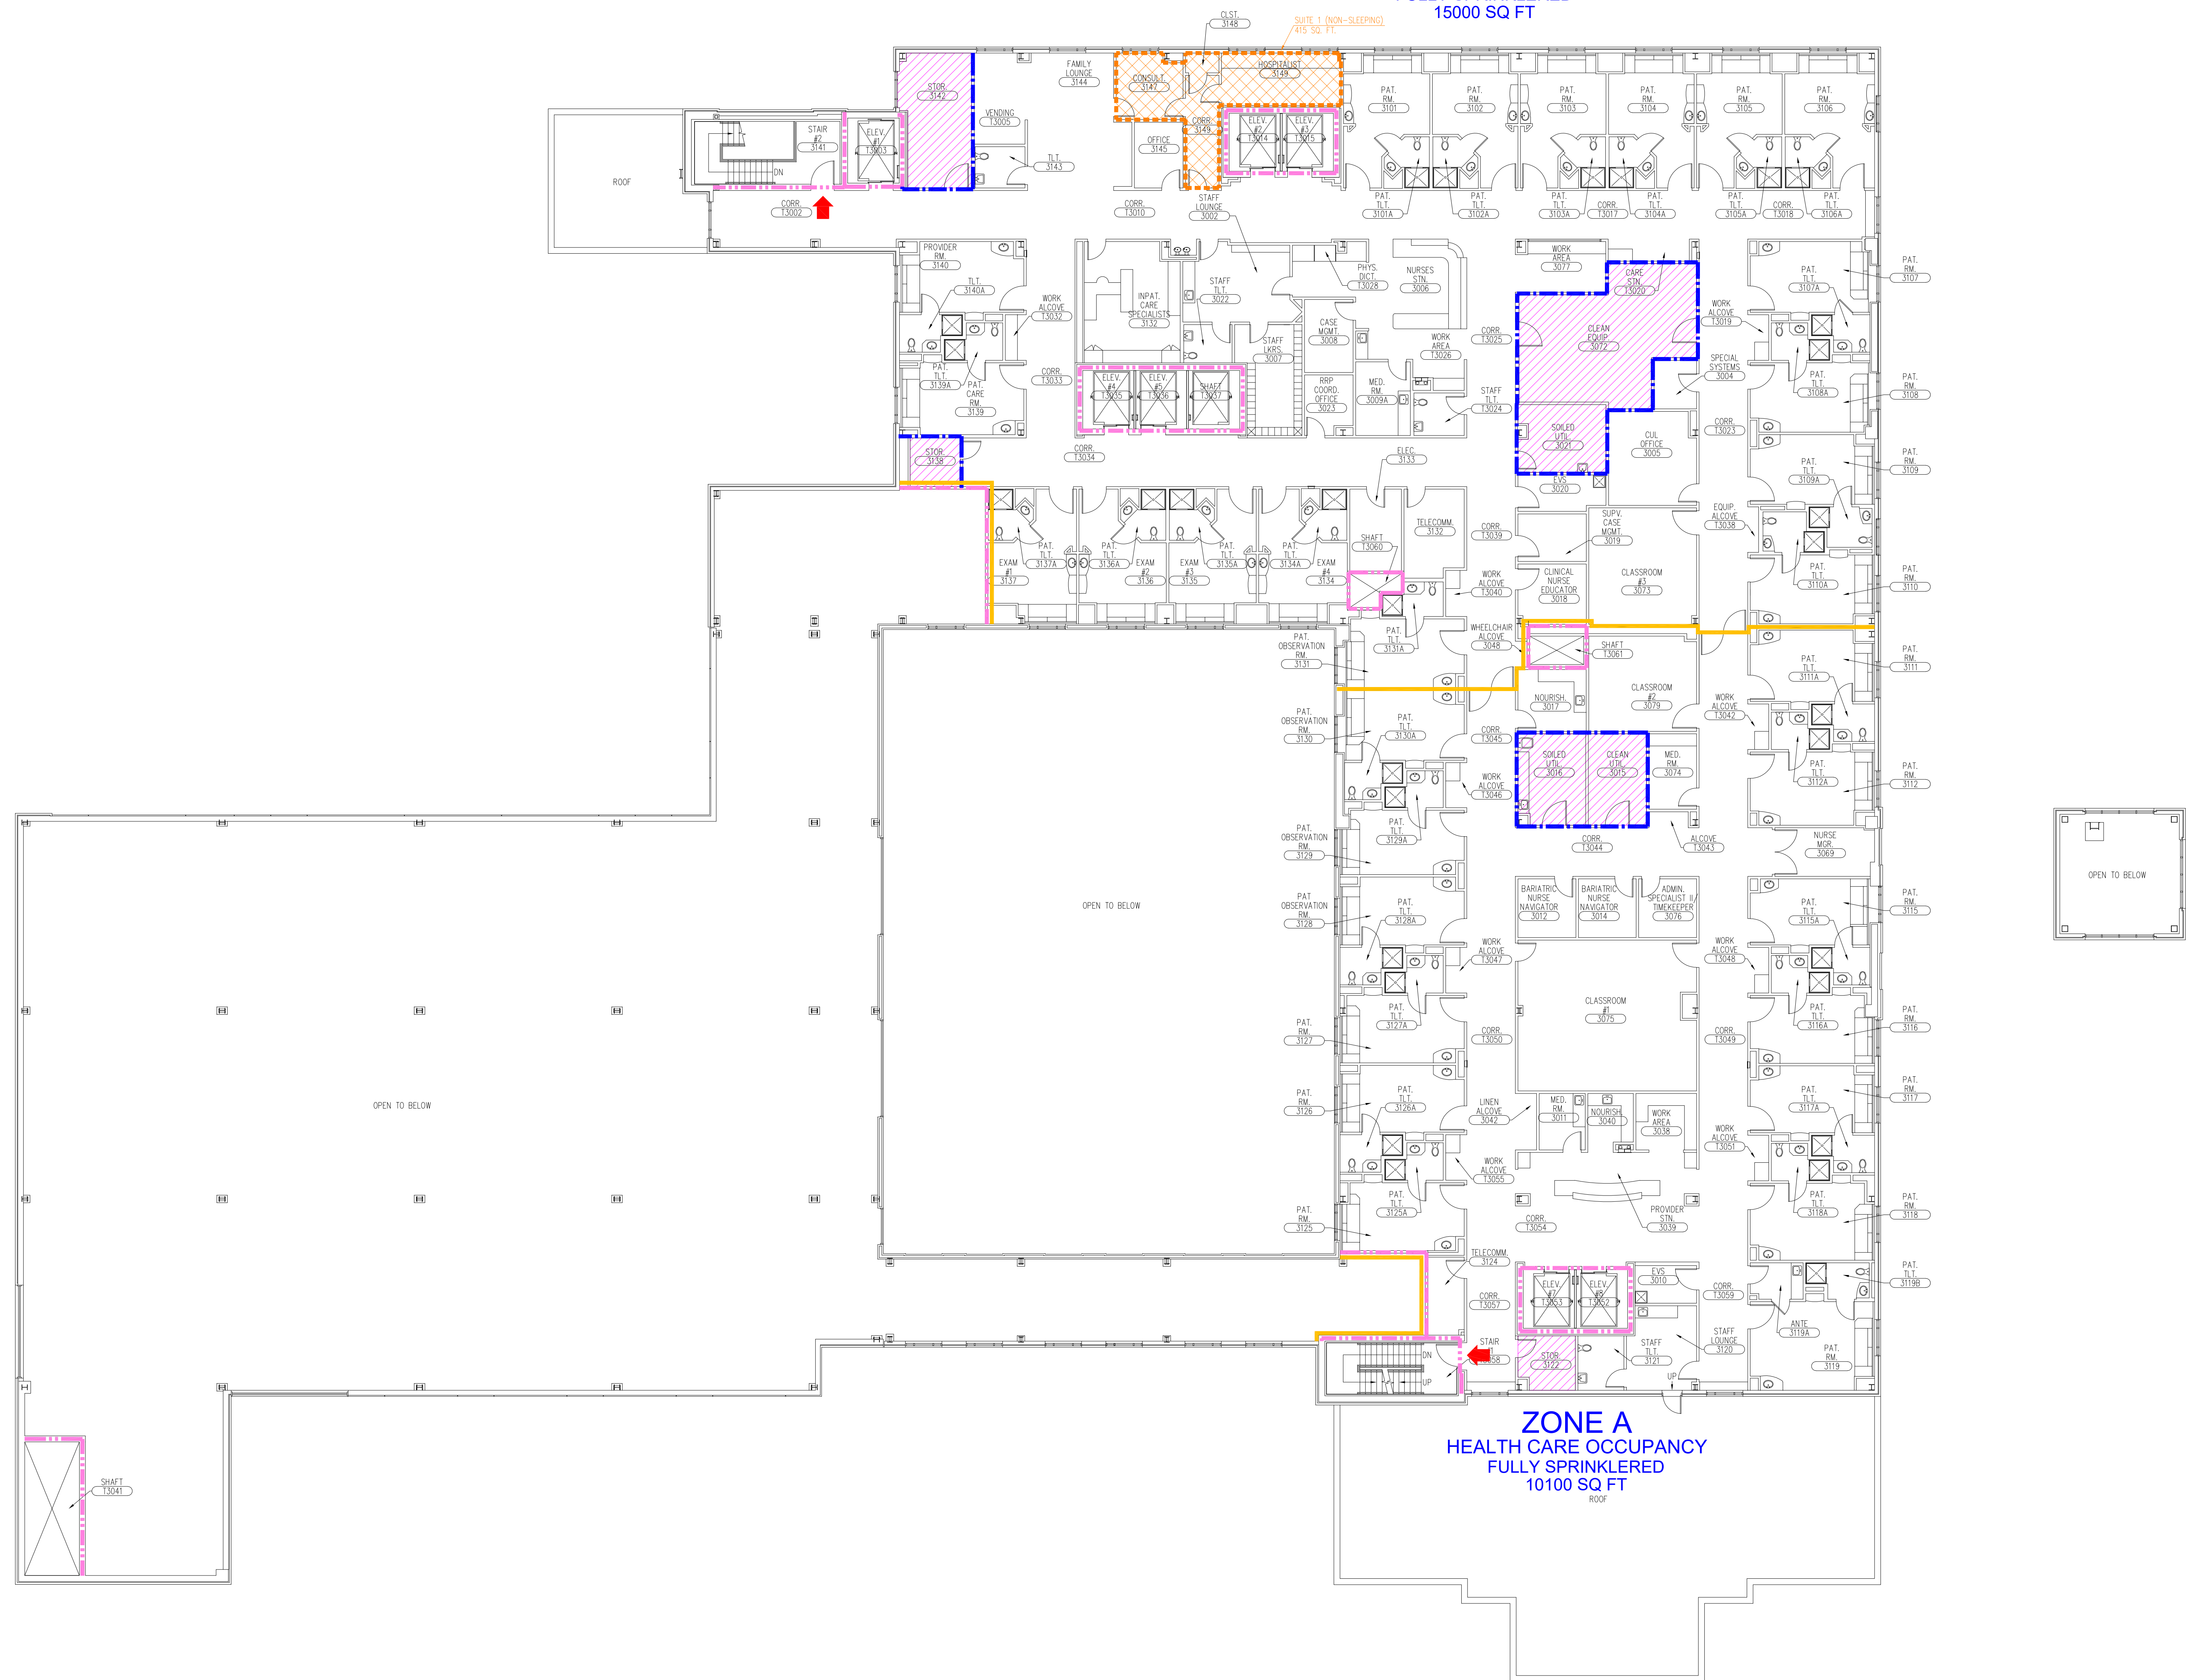 15000 SQ FT
CLST.
3148
SUITE 1 (NON-SLEEPING)
415 SQ. FT.
STOR.
3142
FAMILY
LOUNGE
3144
CONSULT.
3147
HOSPITALIST
3149
PAT.
RM.
3101
PAT.
RM.
3102
PAT.
RM.
3103
PAT.
RM.
3104
PAT.
RM.
3105
PAT.
RM.
3106
VENDING
T3005
STAIR
#2
3141
ELEV.
#1
T3003
DN
TLT.
3143
OFFICE
3145
CORR.
3149
ELEV.
#2
T3014
ELEV.
#3
T3015
ROOF
CORR.
T3002
CORR.
T3010
STAFF
LOUNGE
3002
PAT.
TLT.
3101A
PAT.
TLT.
3102A
PAT.
TLT.
3103A
CORR.
T3017
PAT.
TLT.
3104A
PAT.
TLT.
3105A
CORR.
T3018
PAT.
TLT.
3106A
PROVIDER
RM.
3140
TLT.
3140A
WORK
ALCOVE
T3032
INPAT.
CARE
SPECIALISTS
3132
STAFF
TLT.
3022
PHYS.
DICT.
T3028
NURSES
STN.
3006
WORK
AREA
3077
CARE
STN.
T3020
PAT.
TLT.
3107A
PAT.
RM.
3107
CASE
MGMT.
3008
WORK
AREA
T3026
CORR.
T3025
CLEAN
EQUIP.
3072
WORK
ALCOVE
T3019
STAFF
LKRS.
3007
SPECIAL
SYSTEMS
3004
PAT.
TLT.
3139A
PAT.
CARE
RM.
3139
CORR.
T3033
ELEV.
#4
T3035
ELEV.
#5
T3036
SHAFT
T3037
RRP
COORD.
OFFICE
3023
MED.
RM.
3009A
STAFF
TLT.
T3024
PAT.
TLT.
3108A
PAT.
RM.
3108
STOR.
3138
CORR.
T3034
ELEC.
3133
SOILED
UTIL.
3021
CUL
OFFICE
3005
CORR.
T3023
PAT.
TLT.
3109A
PAT.
RM.
3109
EVS
3020
TELECOMM.
3132
CORR.
T3039
SUPV.
CASE
MGMT.
3019
EQUIP.
ALCOVE
T3038
SHAFT
T3060
EXAM
#1
3137
PAT.
TLT.
3137A
PAT.
TLT.
3136A
EXAM
#2
3136
EXAM
#3
3135
PAT.
TLT.
3135A
PAT.
TLT.
3134A
EXAM
#4
3134
WORK
ALCOVE
T3040
CLINICAL
NURSE
EDUCATOR
3018
CLASSROOM
#3
3073
PAT.
TLT.
3110A
PAT.
RM.
3110
PAT.
OBSERVATION
RM.
3131
PAT.
TLT.
3131A
WHEELCHAIR
ALCOVE
3048
SHAFT
T3061
PAT.
TLT.
3111A
PAT.
RM.
3111
PAT.
OBSERVATION
RM.
3130
PAT.
TLT.
3130A
CORR.
T3045
NOURISH.
3017
CLASSROOM
#2
3079
WORK
ALCOVE
T3042
WORK
ALCOVE
T3046
SOILED
UTIL.
3016
CLEAN
UTIL.
3015
MED.
RM.
3074
PAT.
TLT.
3112A
PAT.
RM.
3112
PAT.
OBSERVATION
RM.
3129
PAT.
TLT.
3129A
CORR.
T3044
ALCOVE
T3043
NURSE
MGR.
3069
OPEN TO BELOW
OPEN TO BELOW
PAT
OBSERVATION
RM.
3128
PAT.
TLT.
3128A
BARIATRIC
NURSE
NAVIGATOR
3012
BARIATRIC
NURSE
NAVIGATOR
3014
ADMIN.
SPECIALIST II/
TIMEKEEPER
3076
PAT.
TLT.
3115A
PAT.
RM.
3115
WORK
ALCOVE
T3047
WORK
ALCOVE
T3048
PAT.
RM.
3127
PAT.
TLT.
3127A
CORR.
T3050
CLASSROOM
#1
3075
CORR.
T3049
PAT.
TLT.
3116A
PAT.
RM.
3116
OPEN TO BELOW
PAT.
RM.
3126
PAT.
TLT.
3126A
LINEN
ALCOVE
3042
MED.
RM.
3011
NOURISH.
3040
WORK
AREA
3038
WORK
ALCOVE
T3051
PAT.
TLT.
3117A
PAT.
RM.
3117
WORK
ALCOVE
T3055
PAT.
RM.
3125
PAT.
TLT.
3125A
CORR.
T3054
PROVIDER
STN.
3039
PAT.
TLT.
3118A
PAT.
RM.
3118
TELECOMM.
3124
CORR.
T3057
ELEV.
#7
T3053
ELEV.
#8
T3052
EVS
3010
CORR.
T3059
PAT.
TLT.
3119B
ANTE
3119A
STAIR
DN
UP
STOR.
3122
STAFF
TLT.
3121
STAFF
LOUNGE
3120
UP
PAT.
RM.
3119
ZONE A
HEALTH CARE OCCUPANCY
FULLY SPRINKLERED
10100 SQ FT
ROOF
SHAFT
T3041